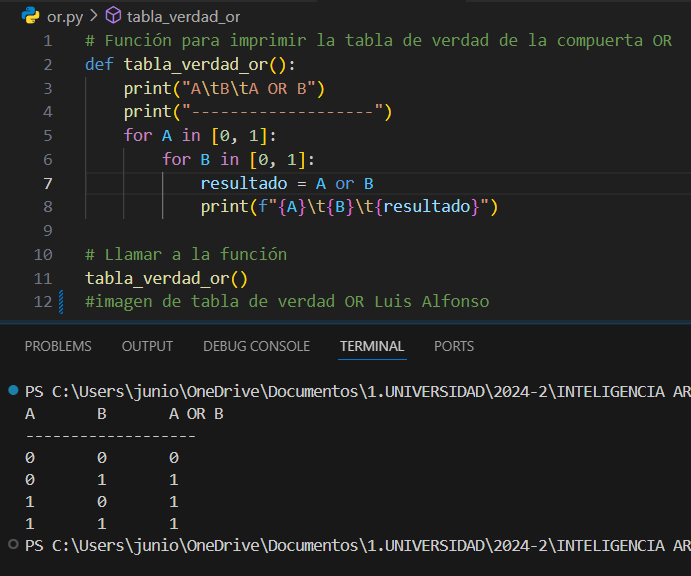 or.py > tabla_verdad_or
1 # Función para imprimir la tabla de verdad de la compuerta OR
2 def tabla_verdad_or():
3     print("A\tB\tA OR B")
4     print("-------------------")
5     for A in [0, 1]:
6         for B in [0, 1]:
7             resultado = A or B
8             print(f"{A}\t{B}\t{resultado}")
9
10 # Llamar a la función
11 tabla_verdad_or()
12 #imagen de tabla de verdad OR Luis Alfonso
PROBLEMS OUTPUT DEBUG CONSOLE TERMINAL PORTS
PS C:\Users\junio\OneDrive\Documentos\1.UNIVERSIDAD\2024-2\INTELIGENCIA AR
A B A OR B
-------------------
0 0 0
0 1 1
1 0 1
1 1 1
PS C:\Users\junio\OneDrive\Documentos\1.UNIVERSIDAD\2024-2\INTELIGENCIA AR